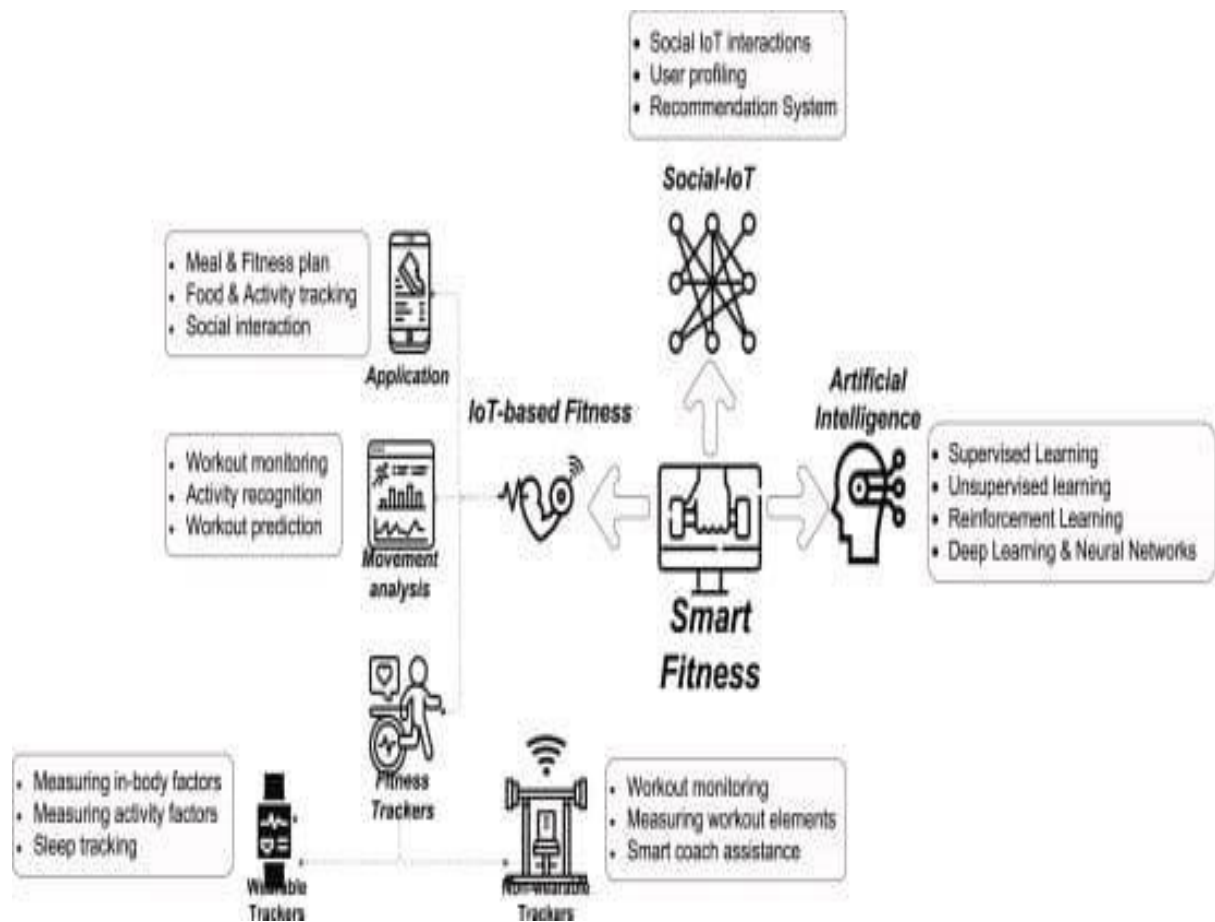 • Social IoT interactions
• User profiling
• Recommendation System
Social-IoT
• Meal & Fitness plan
• Food & Activity tracking
• Social interaction
Application
IoT-based Fitness
Artificial
Intelligence
• Workout monitoring
• Activity recognition
• Workout prediction
Movement
analysis
• Supervised Learning
• Unsupervised learning
• Reinforcement Learning
• Deep Learning & Neural Networks
Smart
Fitness
Fitness
Trackers
• Measuring in-body factors
• Measuring activity factors
• Sleep tracking
Wearable
Trackers
Non-wearable
Trackers
• Workout monitoring
• Measuring workout elements
• Smart coach assistance